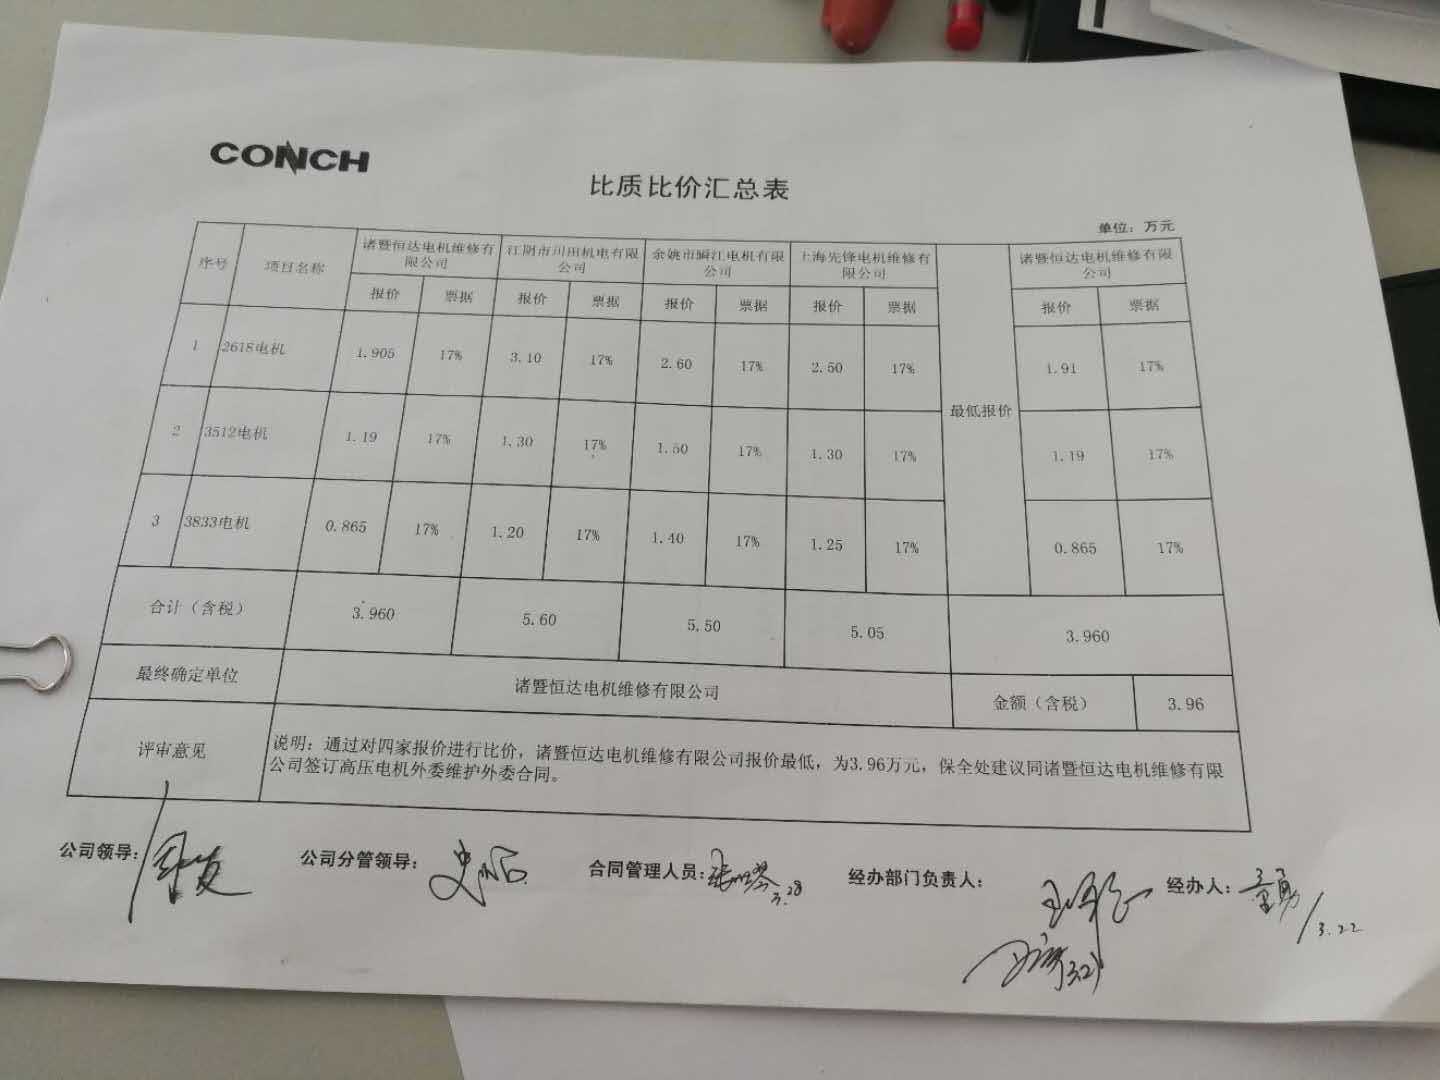 CONCH
比质比价汇总表
单位：万元
序号 项目名称 诸暨恒达电机维修有限公司 江阴市川田机电有限公司 余姚市舜江电机有限公司 上海先锋电机维修有限公司 最低报价 诸暨恒达电机维修有限公司
报价 票据 报价 票据 报价 票据 报价 票据 报价 票据
1 2618电机 1.905 17% 3.10 17% 2.60 17% 2.50 17% 1.91 17%
2 3512电机 1.19 17% 1.30 17% 1.50 17% 1.30 17% 1.19 17%
3 3833电机 0.865 17% 1.20 17% 1.40 17% 1.25 17% 0.865 17%
合计（含税） 3.960 5.60 5.50 5.05 3.960
最终确定单位 诸暨恒达电机维修有限公司 金额（含税） 3.96
评审意见 说明：通过对四家报价进行比价，诸暨恒达电机维修有限公司报价最低，为3.96万元，保全处建议同诸暨恒达电机维修有限
公司签订高压电机外委维护外委合同。
公司领导： 公司分管领导： 合同管理人员： 3.28 经办部门负责人： 经办人： 3.22